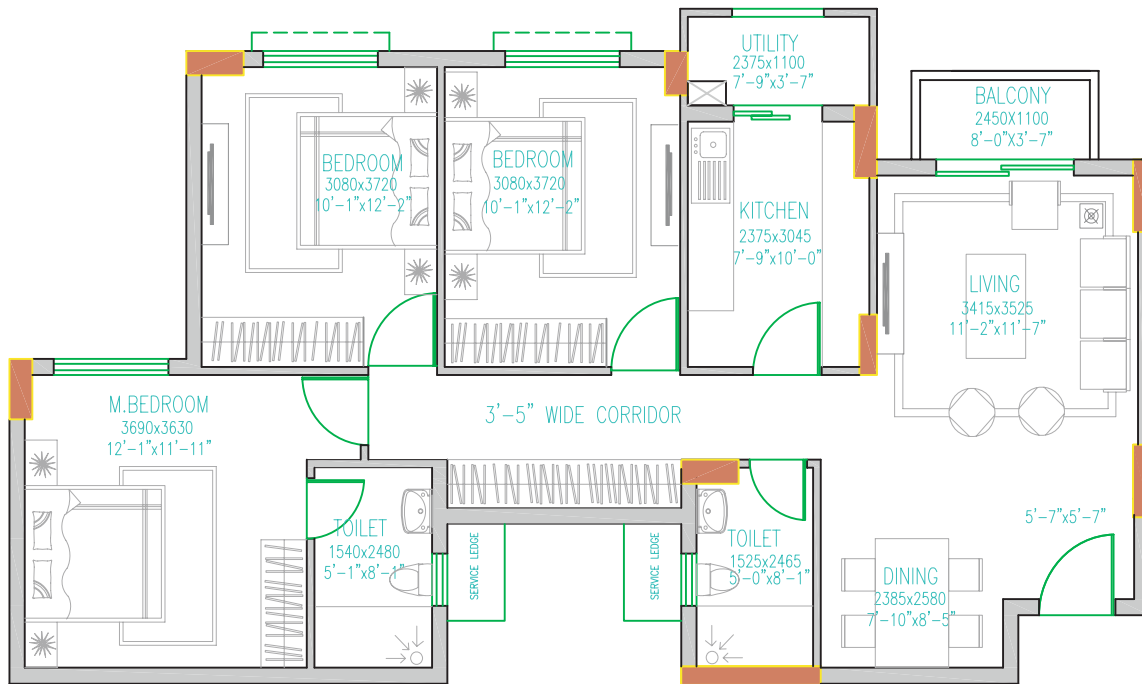 UTILITY
2375x1100
7'-9"x3'-7"
BALCONY
2450X1100
8'-0"X3'-7"
BEDROOM
3080x3720
10'-1"x12'-2"
BEDROOM
3080x3720
10'-1"x12'-2"
KITCHEN
2375x3045
7'-9"x10'-0"
LIVING
3415x3525
11'-2"x11'-7"
M.BEDROOM
3690x3630
12'-1"x11'-11"
3'-5" WIDE CORRIDOR
TOILET
1540x2480
5'-1"x8'-1"
SERVICE LEDGE
SERVICE LEDGE
TOILET
1525x2465
5'-0"x8'-1"
5'-7"x5'-7"
DINING
2385x2580
7'-10"x8'-5"